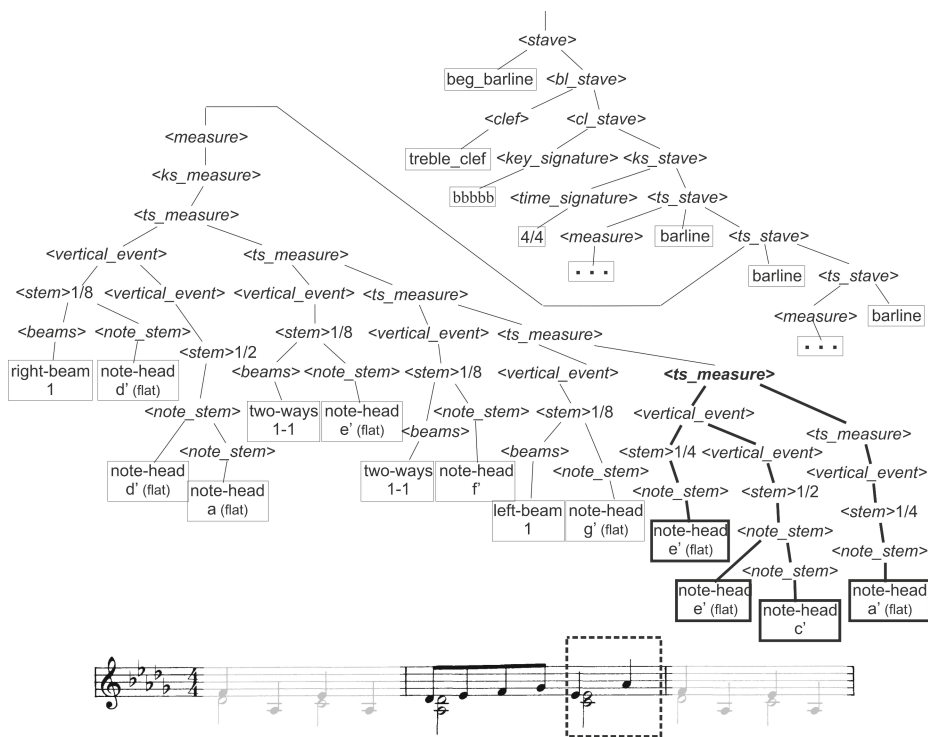 <stave>
beg_barline <bl_stave>
<clef> <cl_stave>
<measure>
treble_clef <key_signature> <ks_stave>
<ks_measure>
bbbbb <time_signature> <ts_stave>
<ts_measure>
4/4 <measure> barline <ts_stave>
<vertical_event> <ts_measure>
. . . barline <ts_stave>
<stem>1/8 <vertical_event> <vertical_event> <ts_measure>
<measure> barline
<beams> <note_stem> <stem>1/8 <vertical_event> <ts_measure>
. . .
<stem>1/2
right-beam note-head <beams> <note_stem> <stem>1/8 <vertical_event> <ts_measure>
1 d' (flat)
<note_stem> two-ways note-head <note_stem> <stem>1/8 <vertical_event>
1-1 e' (flat) <beams> <ts_measure>
<note_stem> <stem>1/4 <vertical_event>
note-head note-head two-ways note-head <beams> <note_stem> <vertical_event>
d' (flat) a (flat) 1-1 f' <note_stem> <stem>1/2
left-beam note-head <stem>1/4
1 g' (flat)
note-head <note_stem> <note_stem>
e' (flat) <note_stem>
note-head note-head note-head
e' (flat) c' a' (flat)
4
4